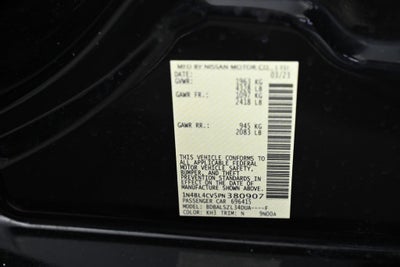 MFD BY NISSAN MOTOR CO., LTD.
DATE: 03/23
GVWR: 1963 KG
4328 LB
GAWR FR.: 1097 KG
2418 LB
GAWR RR.: 945 KG
2083 LB
THIS VEHICLE CONFORMS TO
ALL APPLICABLE FEDERAL
MOTOR VEHICLE SAFETY, BUMPER,
AND THEFT PREVENTION
STANDARDS IN EFFECT ON THE DATE
OF MANUFACTURE SHOWN ABOVE.
1N4BL4CV5PN380907
PASSENGER CAR 696415
MODEL: BDBALSZL34DUA----F
COLOR: KH3 TRIM: N 9N00A